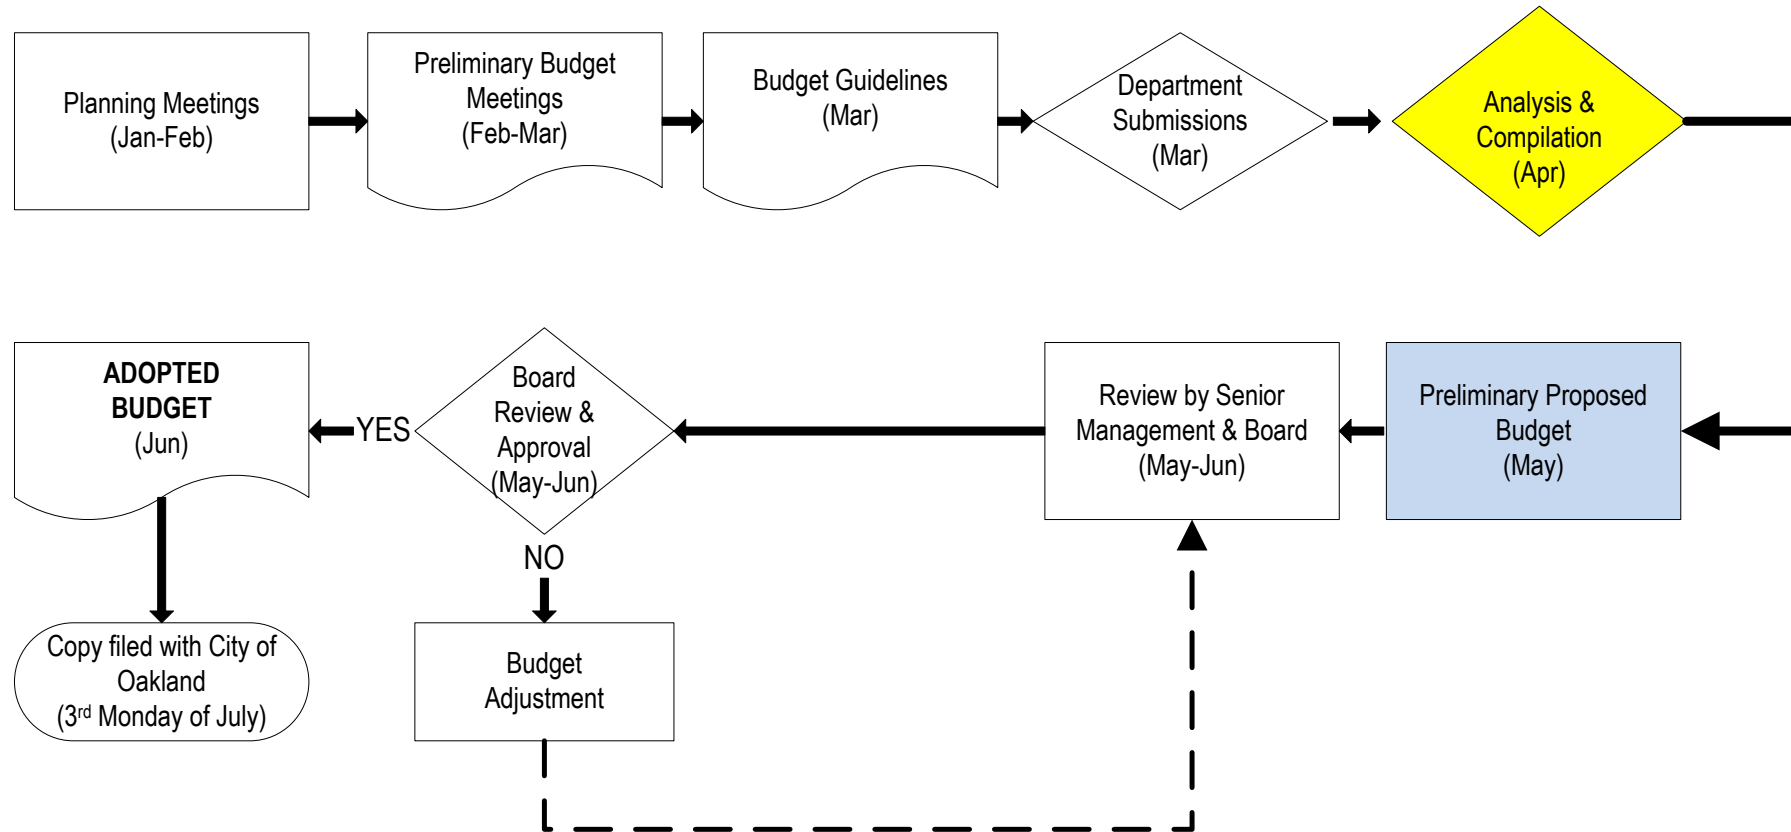 Planning Meetings
(Jan-Feb)
Preliminary Budget
Meetings
(Feb-Mar)
Budget Guidelines
(Mar)
Department
Submissions
(Mar)
Analysis &
Compilation
(Apr)
ADOPTED
BUDGET
(Jun)
YES
Board
Review &
Approval
(May-Jun)
Review by Senior
Management & Board
(May-Jun)
Preliminary Proposed
Budget
(May)
NO
Copy filed with City of
Oakland
(3rd Monday of July)
Budget
Adjustment